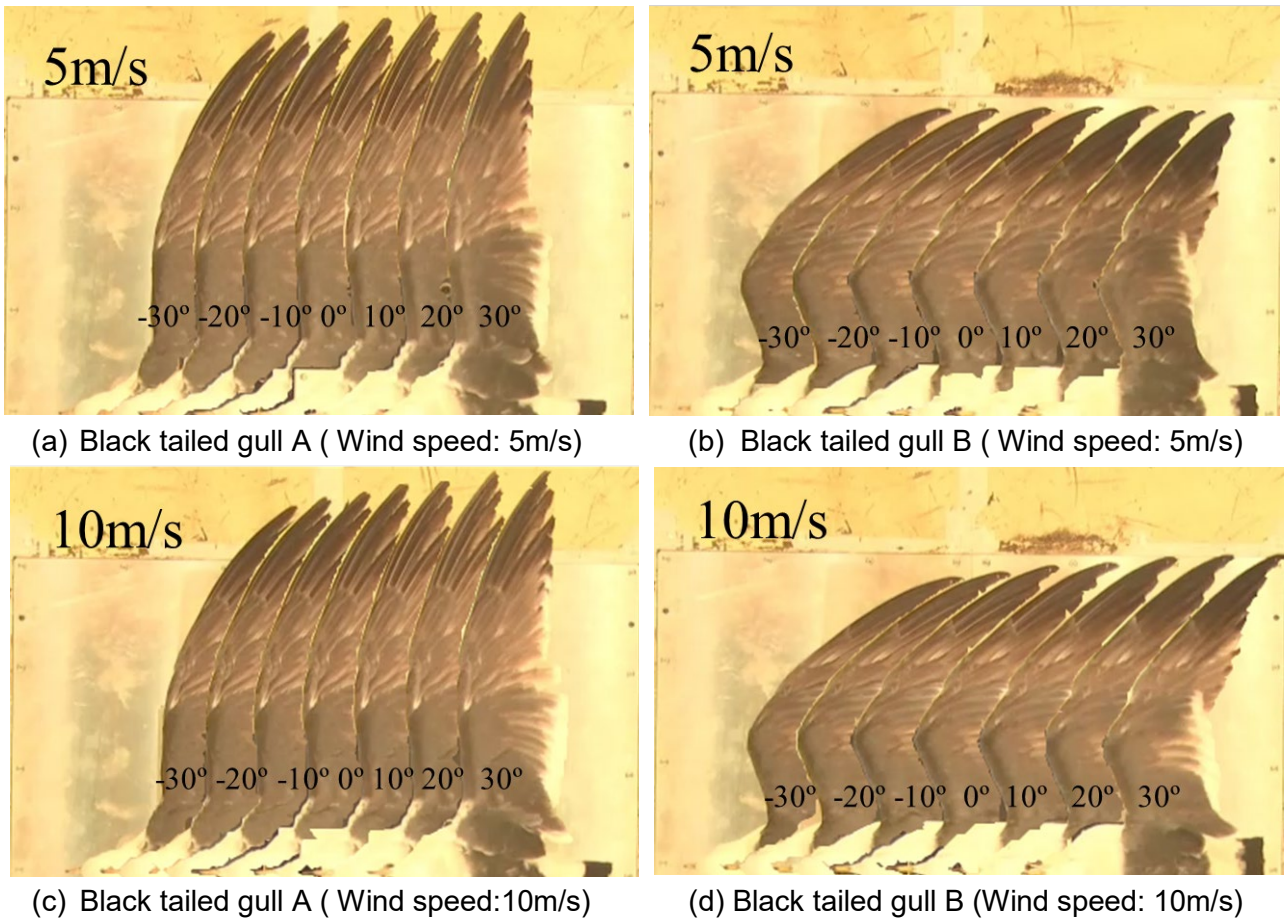 5m/s
-30º -20º -10º 0º 10º 20º 30º
(a) Black tailed gull A ( Wind speed: 5m/s)
5m/s
-30º -20º -10º 0º 10º 20º 30º
(b) Black tailed gull B ( Wind speed: 5m/s)
10m/s
-30º -20º -10º 0º 10º 20º 30º
(c) Black tailed gull A ( Wind speed:10m/s)
10m/s
-30º -20º -10º 0º 10º 20º 30º
(d) Black tailed gull B (Wind speed: 10m/s)